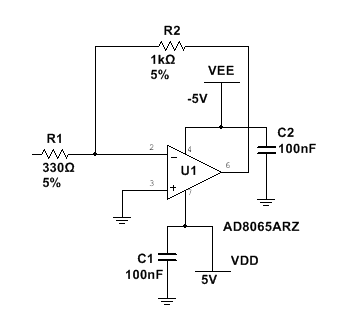 R2
1kΩ
5%
VEE
-5V
R1
330Ω
5%
2
3
4
6
7
U1
C2
100nF
AD8065ARZ
C1
100nF
VDD
5V